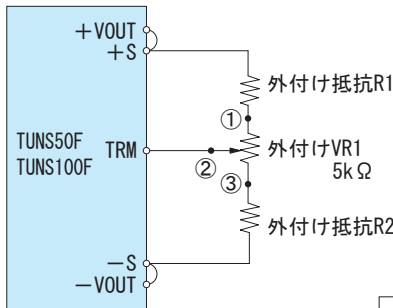 +VOUT
+S
外付け抵抗R1
①
TUNS50F
TUNS100F
TRM
外付けVR1
5kΩ
②
③
外付け抵抗R2
−S
−VOUT